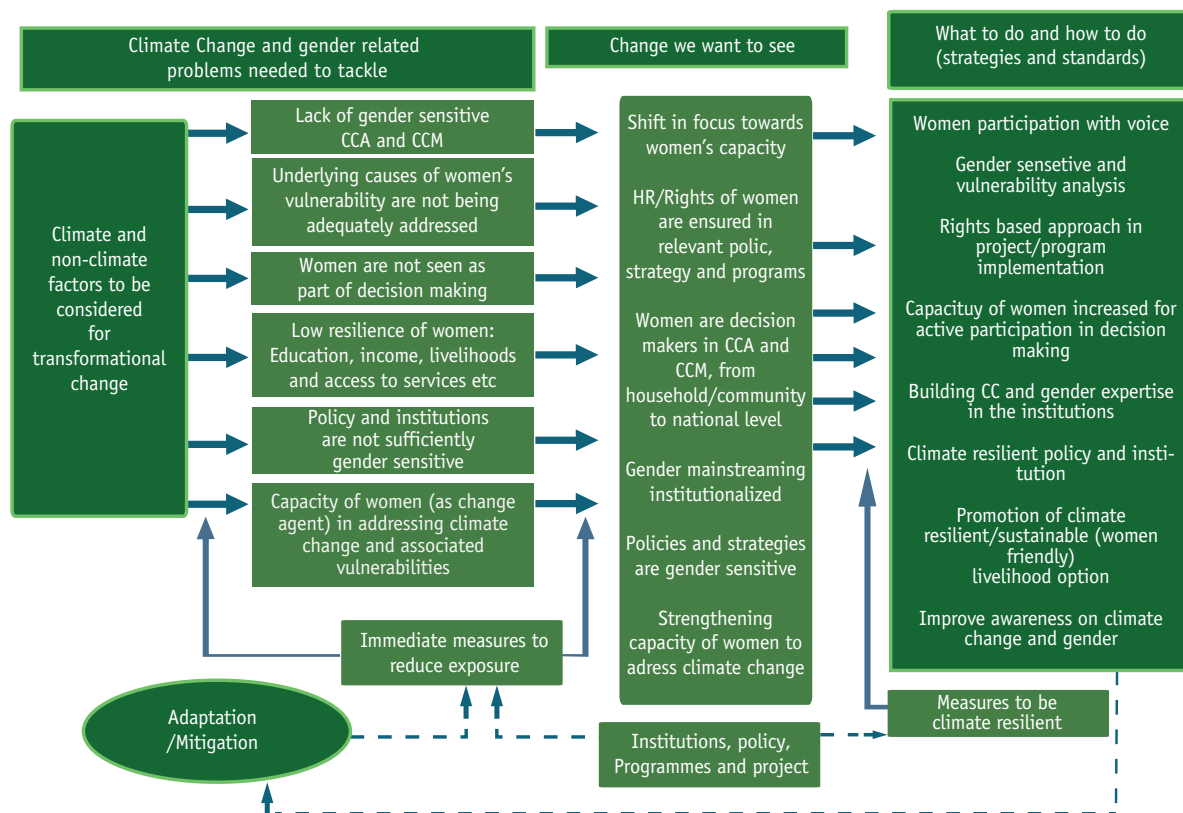 Climate Change and gender related
problems needed to tackle
Change we want to see
What to do and how to do
(strategies and standards)
Climate and
non-climate
factors to be
considered
for
transformational
change
Lack of gender sensitive
CCA and CCM
Underlying causes of women’s
vulnerability are not being
adequately addressed
Women are not seen as
part of decision making
Low resilience of women:
Education, income, livelihoods
and access to services etc
Policy and institutions
are not sufficiently
gender sensitive
Capacity of women (as change
agent) in addressing climate
change and associated
vulnerabilities
Shift in focus towards
women’s capacity
HR/Rights of women
are ensured in
relevant polic,
strategy and programs
Women are decision
makers in CCA and
CCM, from
household/community
to national level
Gender mainstreaming
institutionalized
Policies and strategies
are gender sensitive
Strengthening
capacity of women to
adress climate change
Women participation with voice
Gender sensetive and
vulnerability analysis
Rights based approach in
project/program
implementation
Capacituy of women increased for
active participation in decision
making
Building CC and gender expertise
in the institutions
Climate resilient policy and insti-
tution
Promotion of climate
resilient/sustainable (women
friendly)
livelihood option
Improve awareness on climate
change and gender
Immediate measures to
reduce exposure
Measures to be
climate resilient
Adaptation
/Mitigation
Institutions, policy,
Programmes and project